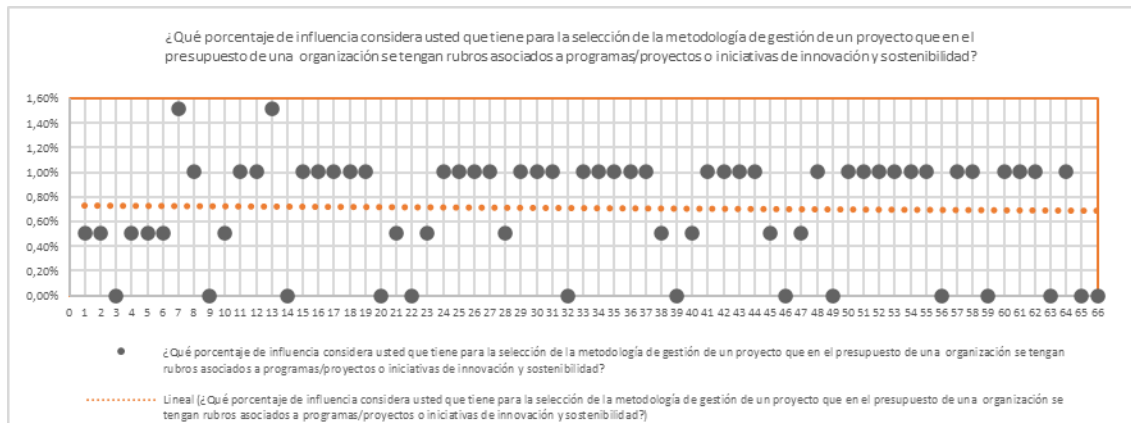 ¿Qué porcentaje de influencia considera usted que tiene para la selección de la metodología de gestión de un proyecto que en el
presupuesto de una organización se tengan rubros asociados a programas/proyectos o iniciativas de innovación y sostenibilidad?
1,60%
1,40%
1,20%
1,00%
0,80%
0,60%
0,40%
0,20%
0,00%
0 1 2 3 4 5 6 7 8 9 10 11 12 13 14 15 16 17 18 19 20 21 22 23 24 25 26 27 28 29 30 31 32 33 34 35 36 37 38 39 40 41 42 43 44 45 46 47 48 49 50 51 52 53 54 55 56 57 58 59 60 61 62 63 64 65 66
¿Qué porcentaje de influencia considera usted que tiene para la selección de la metodología de gestión de un proyecto que en el presupuesto de una organización se tengan
rubros asociados a programas/proyectos o iniciativas de innovación y sostenibilidad?
Lineal (¿Qué porcentaje de influencia considera usted que tiene para la selección de la metodología de gestión de un proyecto que en el presupuesto de una organización se
tengan rubros asociados a programas/proyectos o iniciativas de innovación y sostenibilidad?)